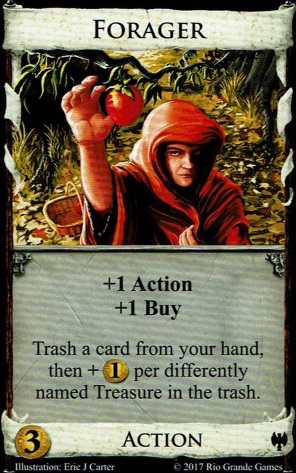 FORAGER
+1 Action
+1 Buy
Trash a card from your hand,
then + 1 per differently
named Treasure in the trash.
3 ACTION
Illustration: Eric J Carter © 2017 Rio Grande Games